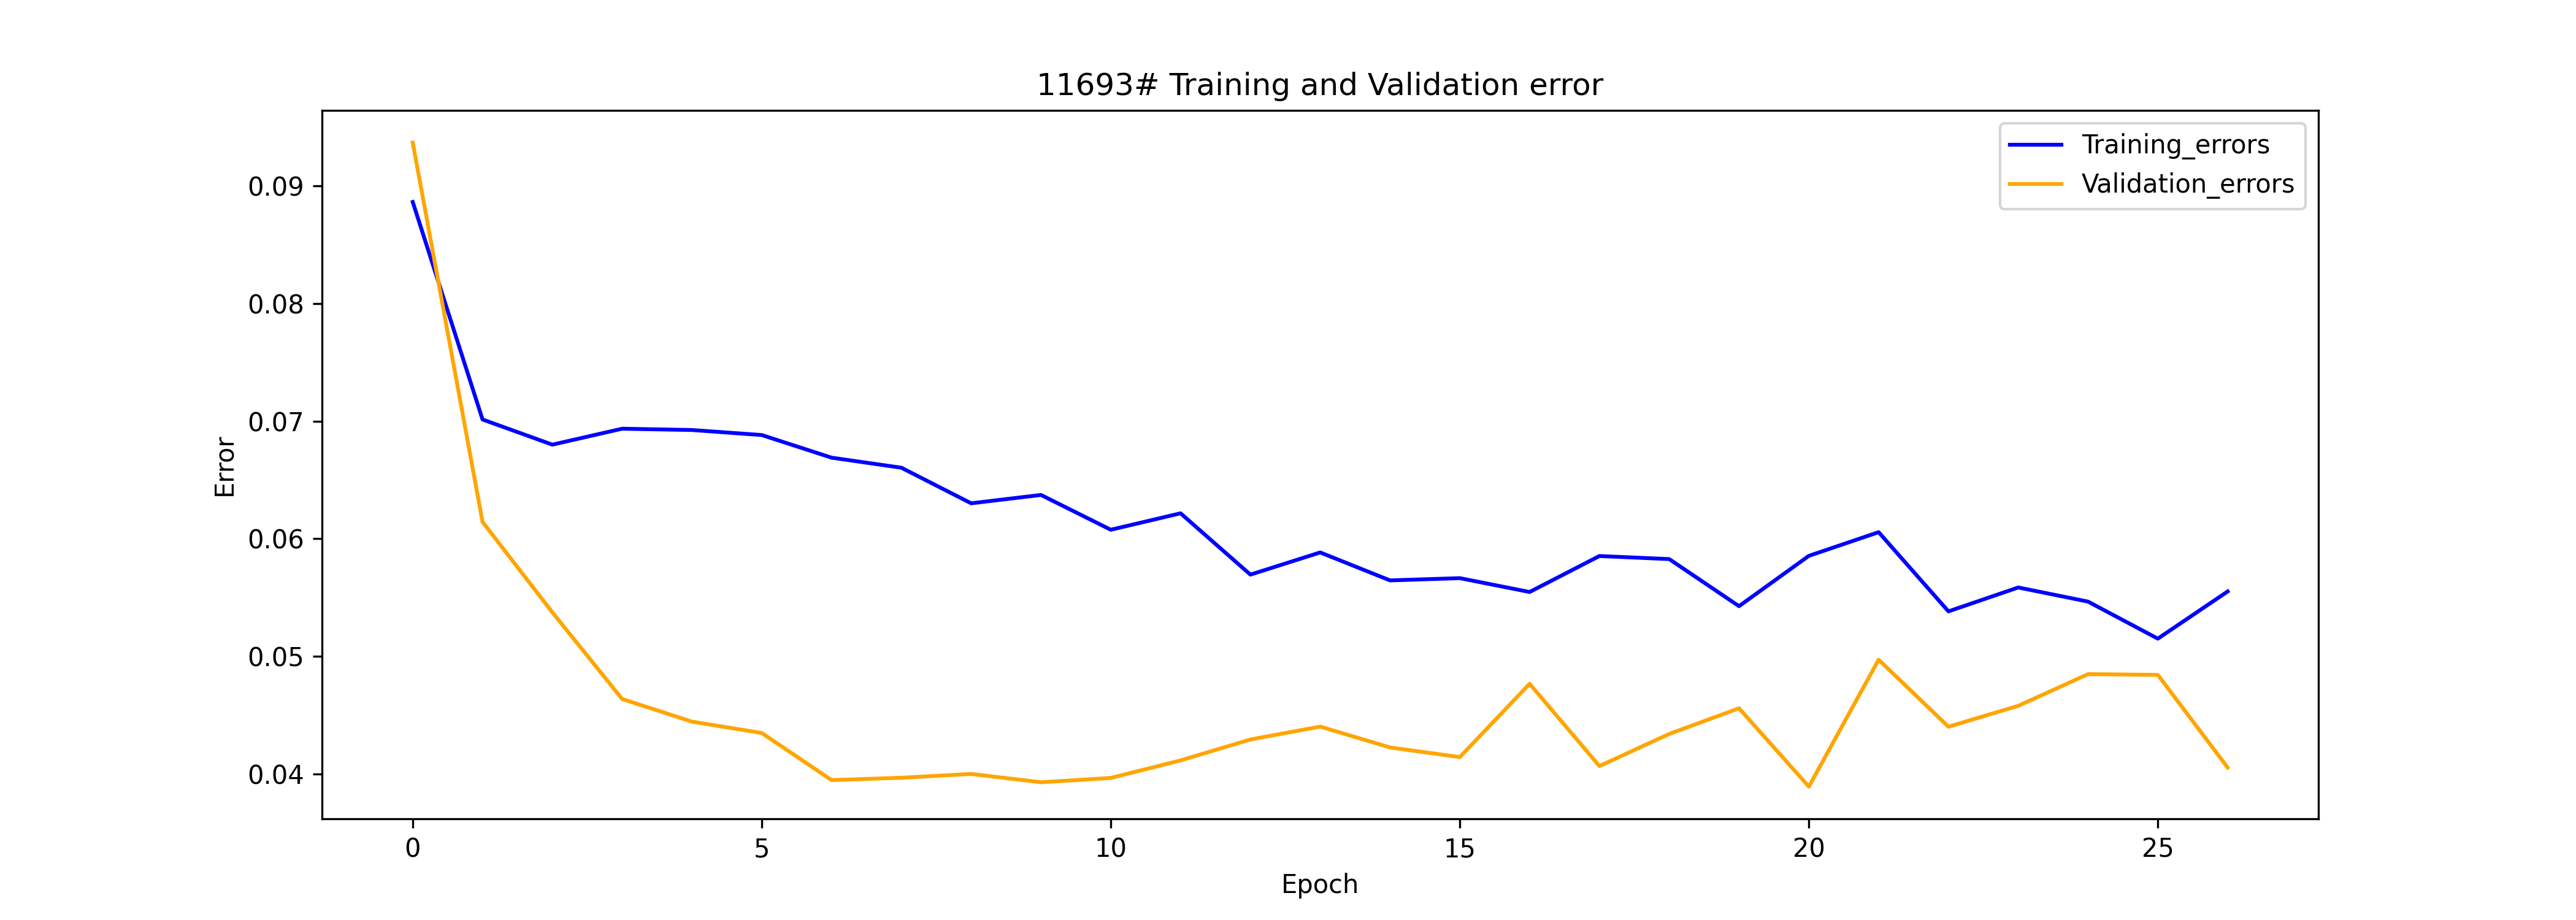 11693# Training and Validation error
Training_errors
Validation_errors
0.09
0.08
0.07
0.06
0.05
0.04
Error
0 5 10 15 20 25
Epoch